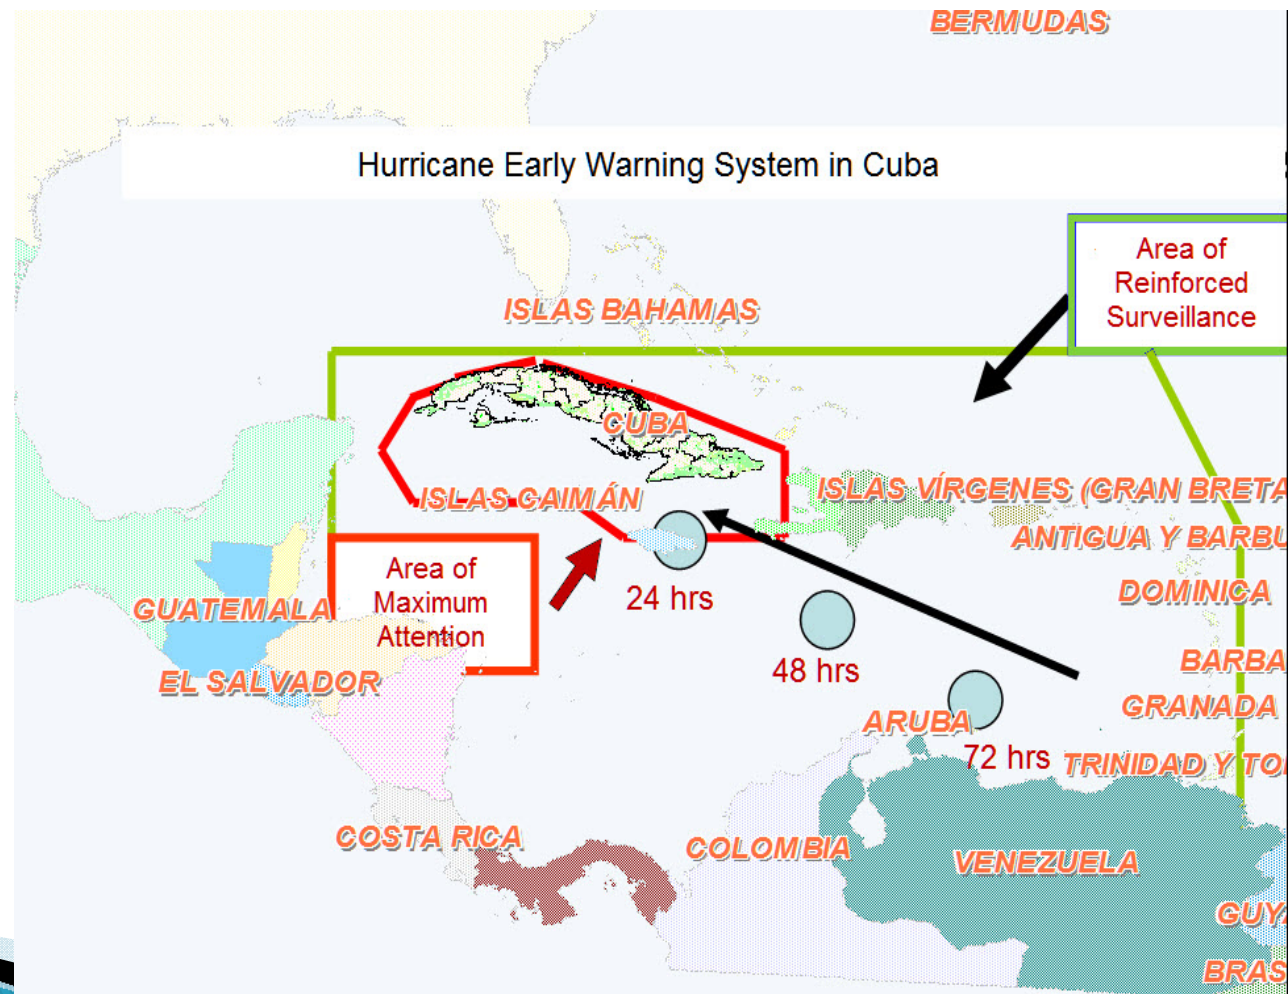 BERMUDAS
Hurricane Early Warning System in Cuba
Area of
Reinforced
Surveillance
ISLAS BAHAMAS
CUBA
ISLAS CAIMÁN
ISLAS VÍRGENES (GRAN BRETA
ANTIGUA Y BARBU
Area of
Maximum
Attention
24 hrs
DOMINICA
GUATEMALA
48 hrs
BARBA
EL SALVADOR
GRANADA
ARUBA
72 hrs
TRINIDAD Y TO
COSTA RICA
COLOMBIA
VENEZUELA
GUY
BRAS